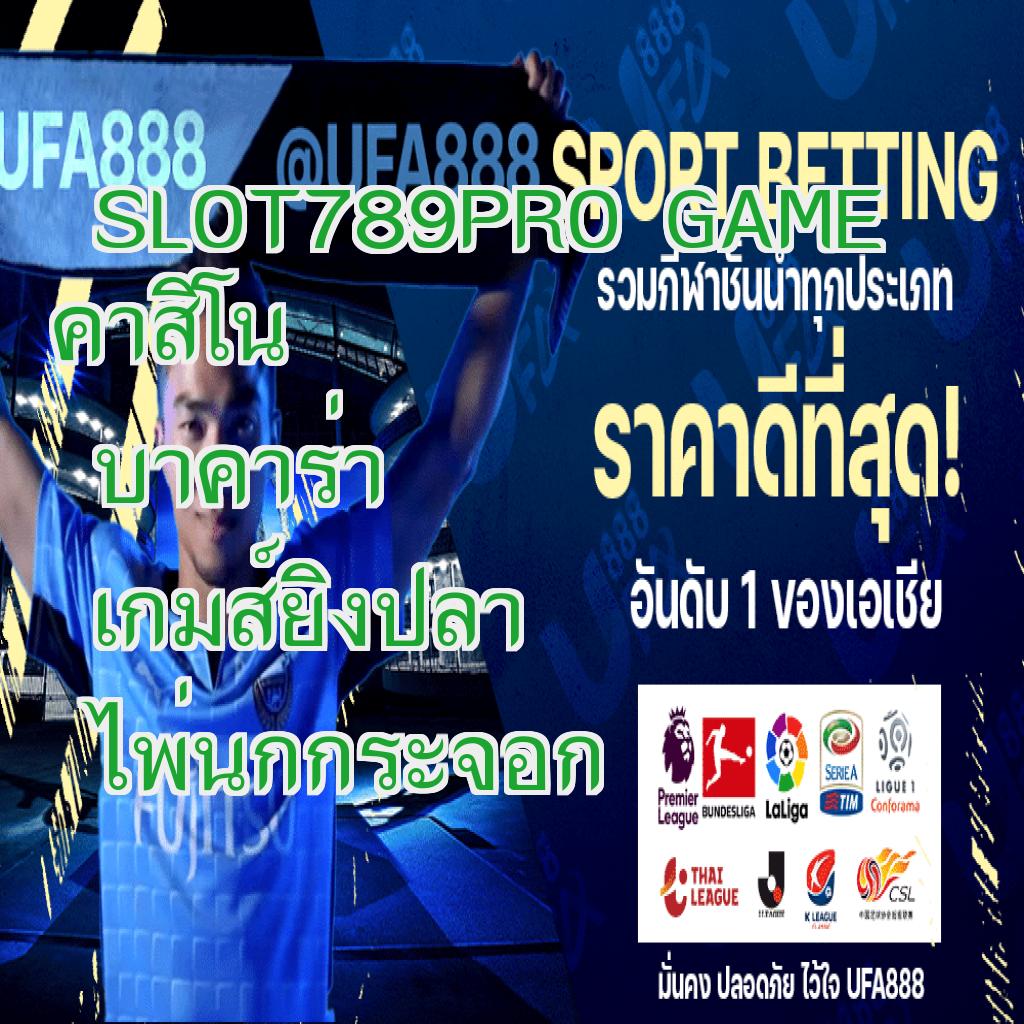 UFA888
@UFA888
SPORT BETTING
SLOT789PRO GAME
รวมกีฬาชั้นนำทุกประเภท
คาสิโน
ราคาดีที่สุด!
บาคาร่า
อันดับ 1 ของเอเชีย
เกมส์ยิงปลา
ไพ่นกกระจอก
FUJITSU
Premier
League
BUNDESLIGA
LaLiga
SERIE A
TIM
LIGUE 1
Conforama
THAI
LEAGUE
J.LEAGUE
K LEAGUE
CSL
มั่นคง ปลอดภัย ไว้ใจ UFA888